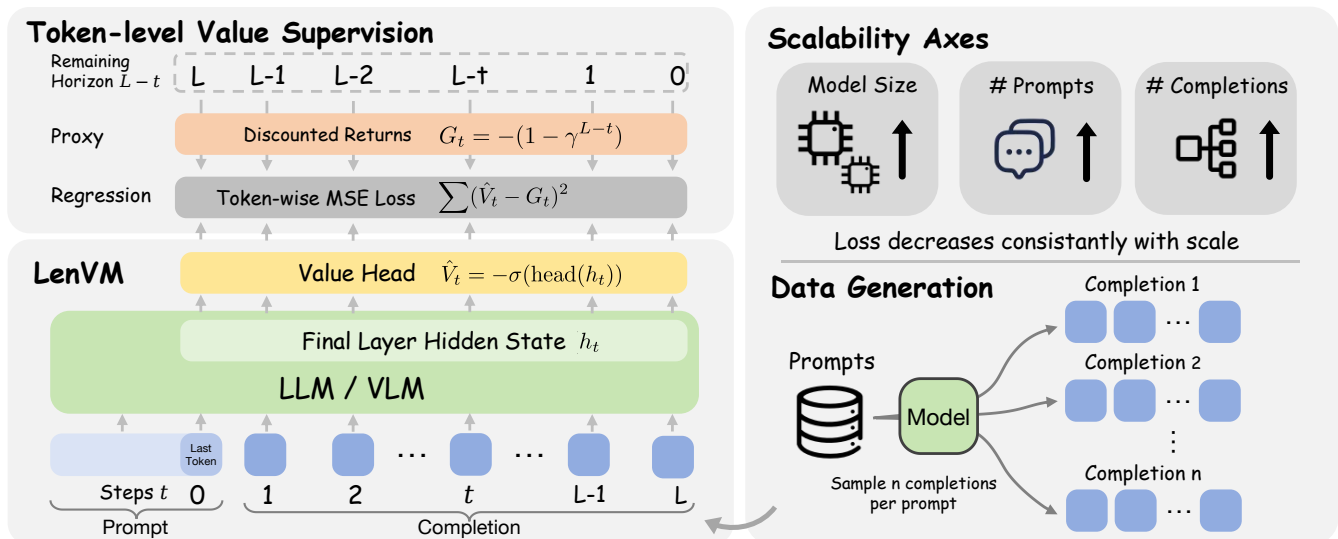 Token-level Value Supervision
Remaining
Horizon L − t
L L-1 L-2 L-t 1 0
Proxy
Discounted Returns G_t = −(1 − γ^{L−t})
Regression
Token-wise MSE Loss ∑(V̂_t − G_t)^2
LenVM
Value Head V̂_t = −σ(head(h_t))
Final Layer Hidden State h_t
LLM / VLM
Last
Token
... ...
Steps t 0 1 2 t L-1 L
Prompt Completion
Scalability Axes
Model Size # Prompts # Completions
Loss decreases consistantly with scale
Data Generation
Prompts
Model
Sample n completions
per prompt
Completion 1
...
Completion 2
...
⋮
Completion n
...